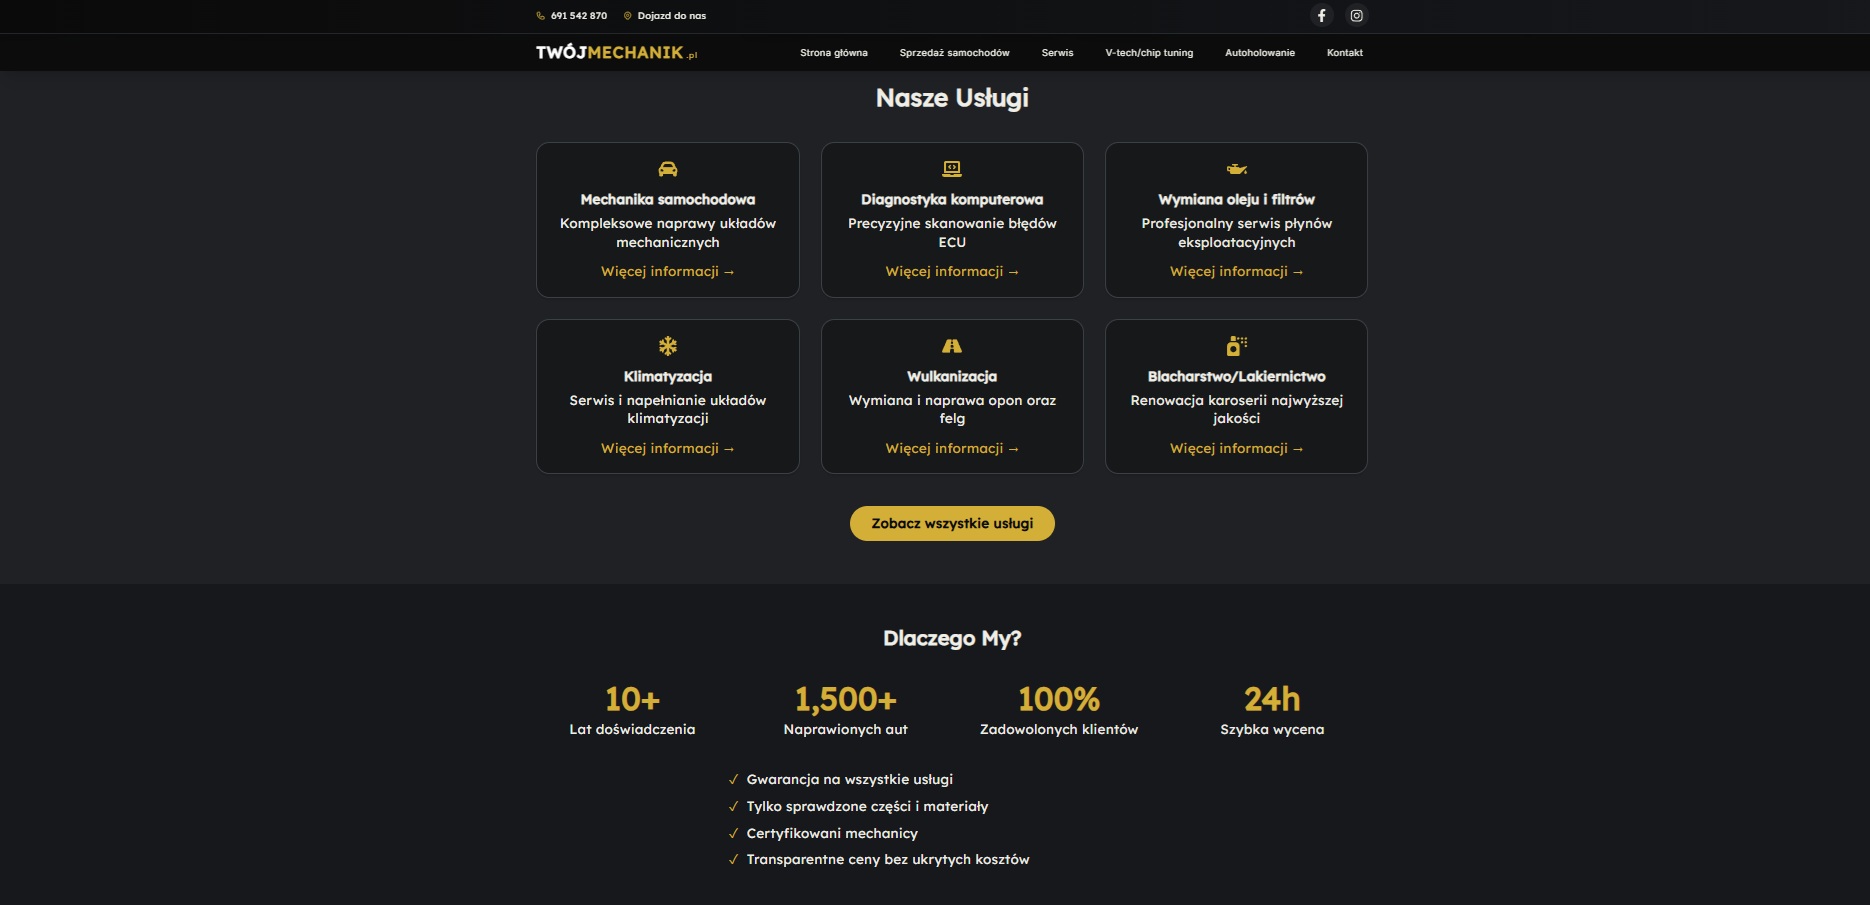 691 542 870 Dojazd do nas
TWÓJMECHANIK.pl Strona główna Sprzedaż samochodów Serwis V-tech/chip tuning Autoholowanie Kontakt
Nasze Usługi
Mechanika samochodowa
Kompleksowe naprawy układów
mechanicznych
Więcej informacji →
Diagnostyka komputerowa
Precyzyjne skanowanie błędów
ECU
Więcej informacji →
Wymiana oleju i filtrów
Profesjonalny serwis płynów
eksploatacyjnych
Więcej informacji →
Klimatyzacja
Serwis i napełnianie układów
klimatyzacji
Więcej informacji →
Wulkanizacja
Wymiana i naprawa opon oraz
felg
Więcej informacji →
Blacharstwo/Lakiernictwo
Renowacja karoserii najwyższej
jakości
Więcej informacji →
Zobacz wszystkie usługi
Dlaczego My?
10+
Lat doświadczenia
1,500+
Naprawionych aut
100%
Zadowolonych klientów
24h
Szybka wycena
✓ Gwarancja na wszystkie usługi
✓ Tylko sprawdzone części i materiały
✓ Certyfikowani mechanicy
✓ Transparentne ceny bez ukrytych kosztów